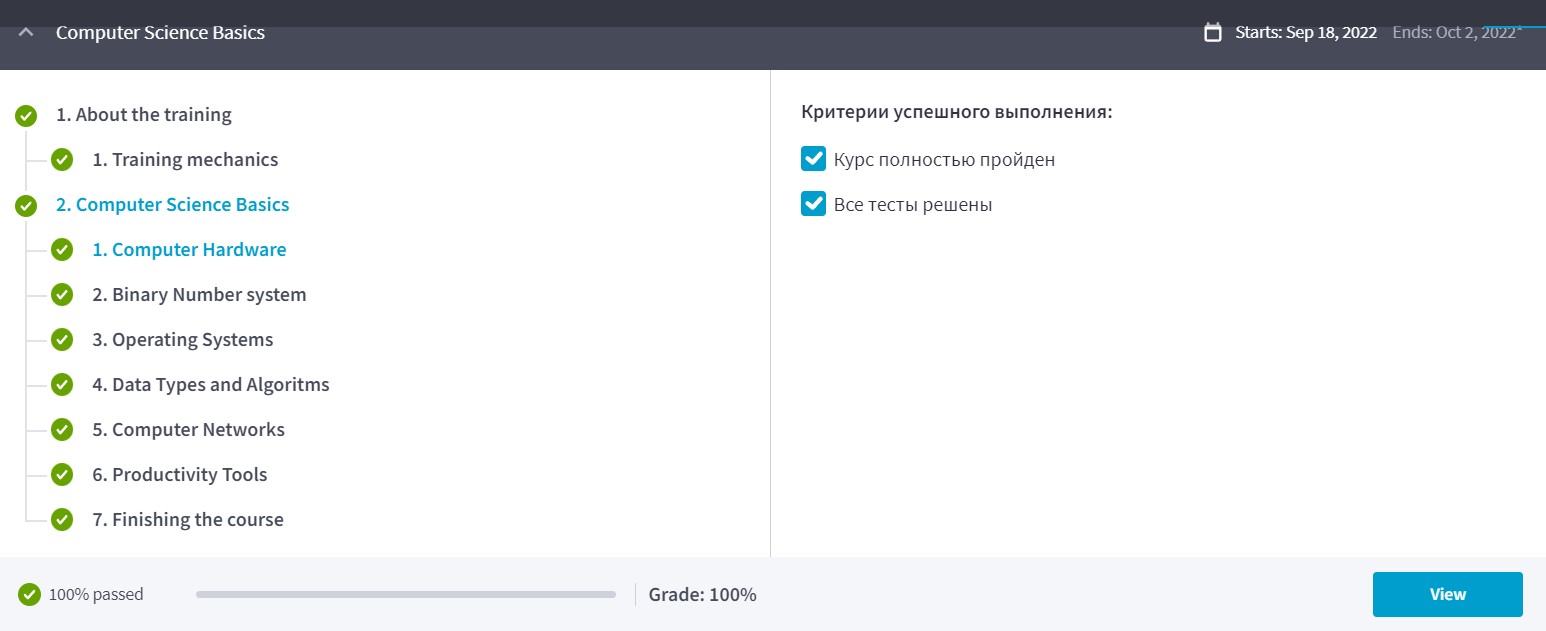 Computer Science Basics
Starts: Sep 18, 2022 Ends: Oct 2, 2022*
1. About the training
1. Training mechanics
2. Computer Science Basics
1. Computer Hardware
2. Binary Number system
3. Operating Systems
4. Data Types and Algoritms
5. Computer Networks
6. Productivity Tools
7. Finishing the course
Критерии успешного выполнения:
Курс полностью пройден
Все тесты решены
100% passed
Grade: 100%
View